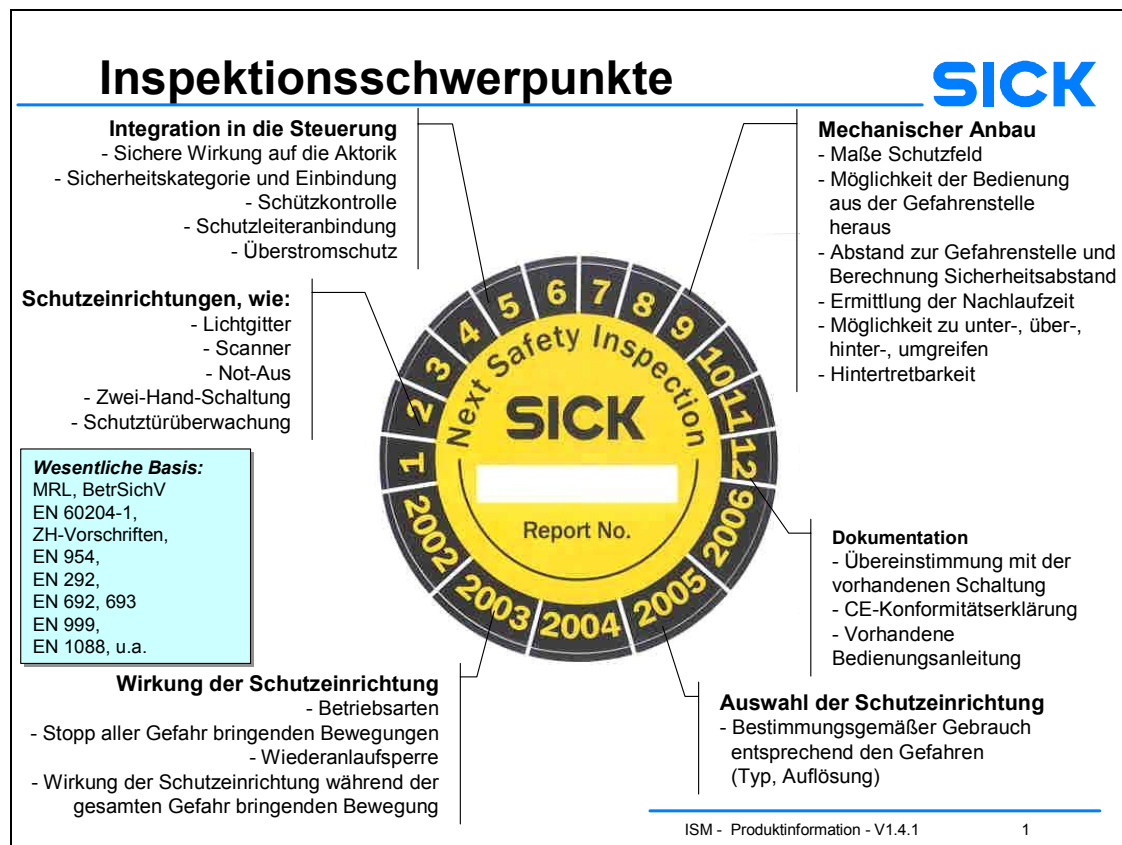 Inspektionsschwerpunkte
SICK
Integration in die Steuerung
- Sichere Wirkung auf die Aktorik
- Sicherheitskategorie und Einbindung
- Schützkontrolle
- Schutzleiteranbindung
- Überstromschutz
Schutzeinrichtungen, wie:
- Lichtgitter
- Scanner
- Not-Aus
- Zwei-Hand-Schaltung
- Schutztürüberwachung
Wesentliche Basis:
MRL, BetrSichV
EN 60204-1,
ZH-Vorschriften,
EN 954,
EN 292,
EN 692, 693
EN 999,
EN 1088, u.a.
Wirkung der Schutzeinrichtung
- Betriebsarten
- Stopp aller Gefahr bringenden Bewegungen
- Wiederanlaufsperre
- Wirkung der Schutzeinrichtung während der
gesamten Gefahr bringenden Bewegung
1 2 3 4 5 6 7 8 9 10 11 12
2002 2003 2004 2005 2006
Next Safety Inspection
SICK
Report No.
Mechanischer Anbau
- Maße Schutzfeld
- Möglichkeit der Bedienung
aus der Gefahrenstelle
heraus
- Abstand zur Gefahrenstelle und
Berechnung Sicherheitsabstand
- Ermittlung der Nachlaufzeit
- Möglichkeit zu unter-, über-,
hinter-, umgreifen
- Hintertretbarkeit
Dokumentation
- Übereinstimmung mit der
vorhandenen Schaltung
- CE-Konformitätserklärung
- Vorhandene
Bedienungsanleitung
Auswahl der Schutzeinrichtung
- Bestimmungsgemäßer Gebrauch
entsprechend den Gefahren
(Typ, Auflösung)
ISM - Produktinformation - V1.4.1 1